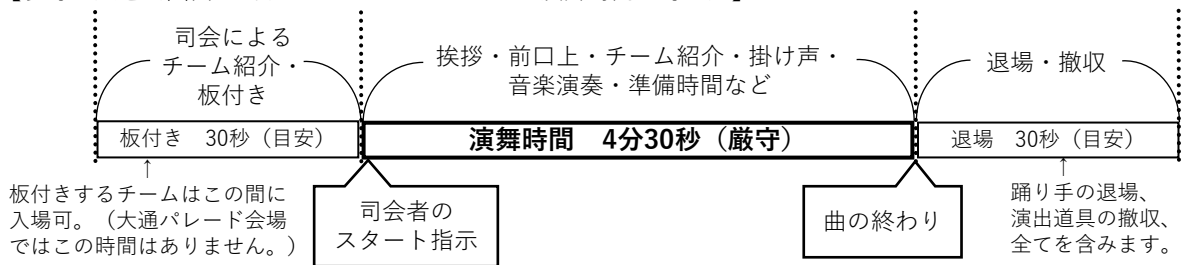 司会による
チーム紹介・
板付き
挨拶・前口上・チーム紹介・掛け声・
音楽演奏・準備時間など
退場・撤収
板付き 30秒（目安）
演舞時間 4分30秒（厳守）
退場 30秒（目安）
↑
板付きするチームはこの間に
入場可。（大通パレード会場
ではこの時間はありません。）
司会者の
スタート指示
曲の終わり
↑
踊り手の退場、
演出道具の撤収、
全てを含みます。